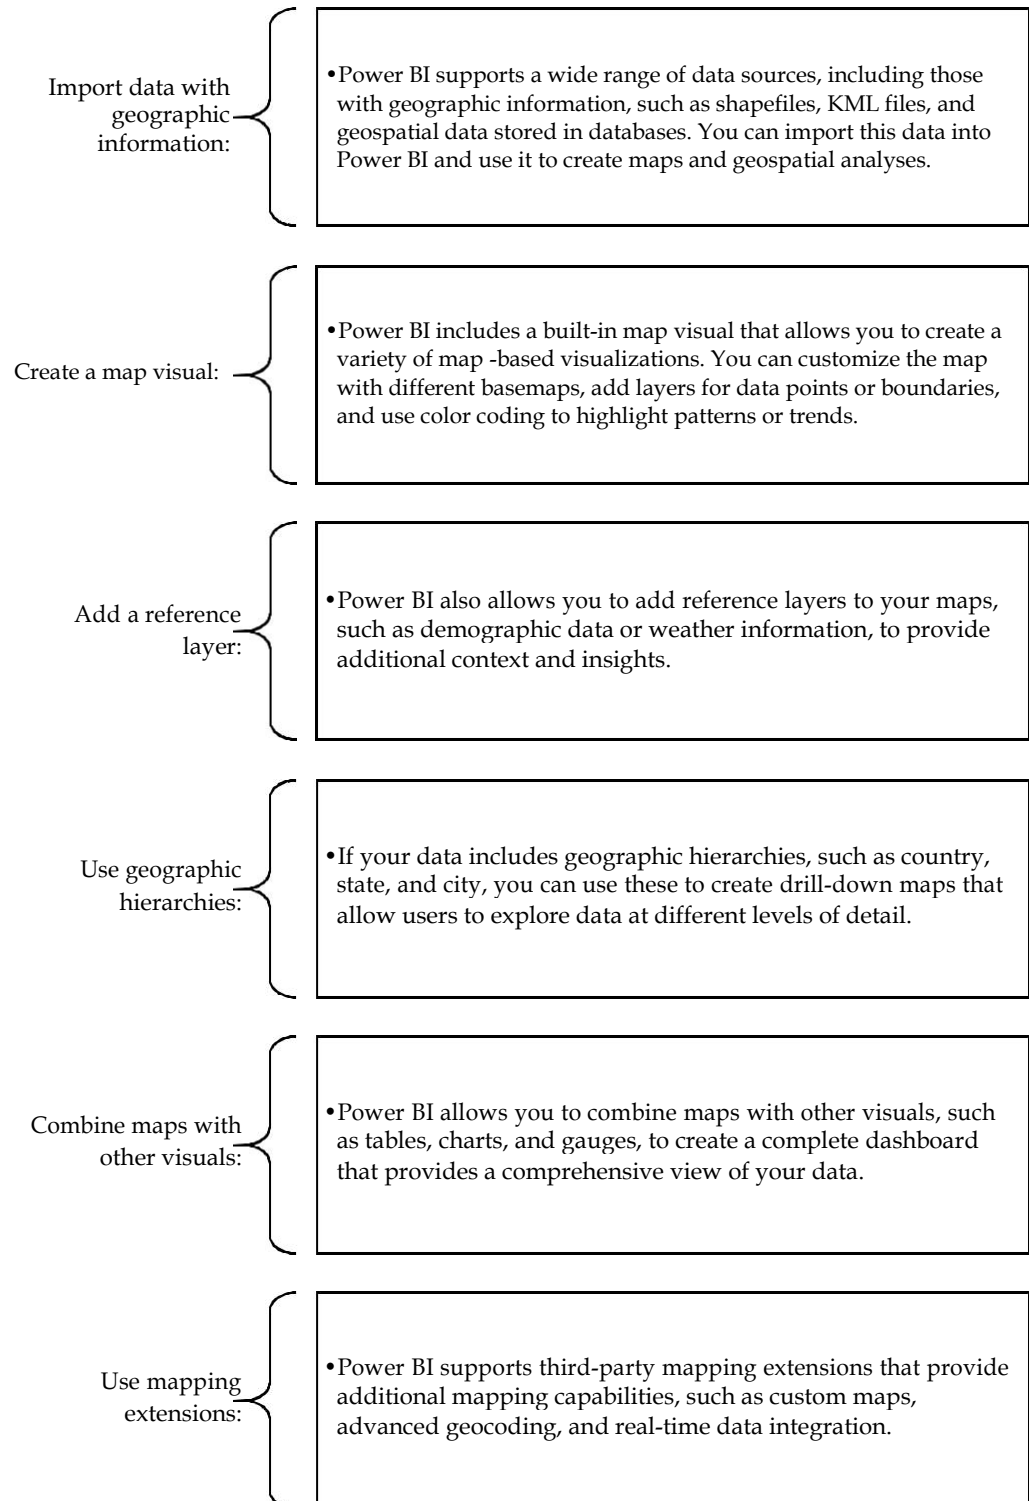 Import data with
geographic
information:
•Power BI supports a wide range of data sources, including those
with geographic information, such as shapefiles, KML files, and
geospatial data stored in databases. You can import this data into
Power BI and use it to create maps and geospatial analyses.
Create a map visual:
•Power BI includes a built-in map visual that allows you to create a
variety of map -based visualizations. You can customize the map
with different basemaps, add layers for data points or boundaries,
and use color coding to highlight patterns or trends.
Add a reference
layer:
•Power BI also allows you to add reference layers to your maps,
such as demographic data or weather information, to provide
additional context and insights.
Use geographic
hierarchies:
•If your data includes geographic hierarchies, such as country,
state, and city, you can use these to create drill-down maps that
allow users to explore data at different levels of detail.
Combine maps with
other visuals:
•Power BI allows you to combine maps with other visuals, such
as tables, charts, and gauges, to create a complete dashboard
that provides a comprehensive view of your data.
Use mapping
extensions:
•Power BI supports third-party mapping extensions that provide
additional mapping capabilities, such as custom maps,
advanced geocoding, and real-time data integration.